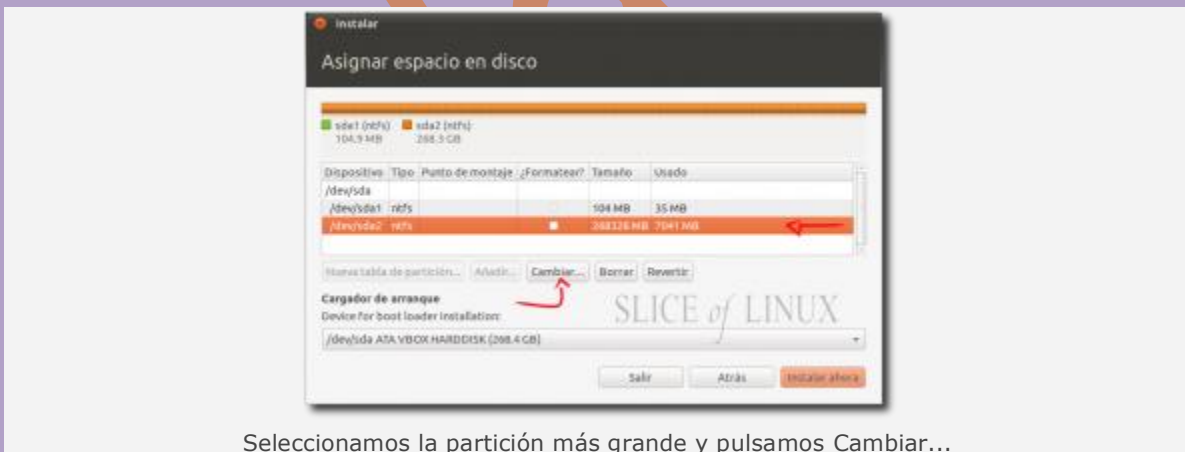 Instalar
Asignar espacio en disco
sda1 (ntfs) sda2 (ntfs)
104.9 MB 268.3 GB
Dispositivo Tipo Punto de montaje ¿Formatear? Tamaño Usado
/dev/sda
/dev/sda1 ntfs 104 MB 35 MB
/dev/sda2 ntfs 268326 MB 7041 MB
Nueva tabla de partición... Añadir... Cambiar... Borrar Revertir
Cargador de arranque
SLICE of LINUX
Device for boot loader installation:
/dev/sda ATA VBOX HARDDISK (268.4 GB)
Salir Atrás Instalar ahora
Seleccionamos la partición más grande y pulsamos Cambiar...